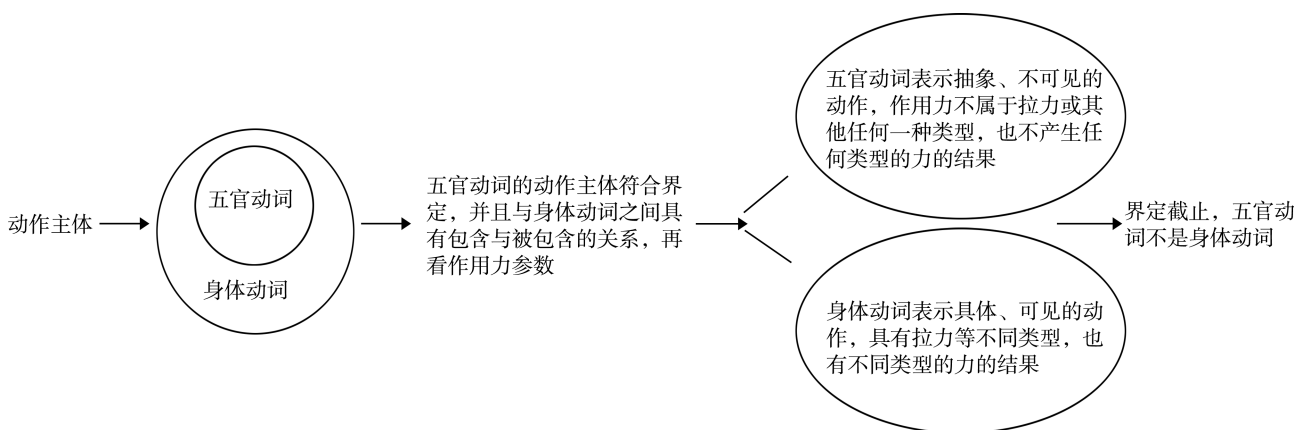 动作主体
五官动词
身体动词
五官动词的动作主体符合界
定，并且与身体动词之间具
有包含与被包含的关系，再
看作用力参数
五官动词表示抽象、不可见的
动作，作用力不属于拉力或其
他任何一种类型，也不产生任
何类型的力的结果
身体动词表示具体、可见的动
作，具有拉力等不同类型，也
有不同类型的力的结果
界定截止，五官动
词不是身体动词